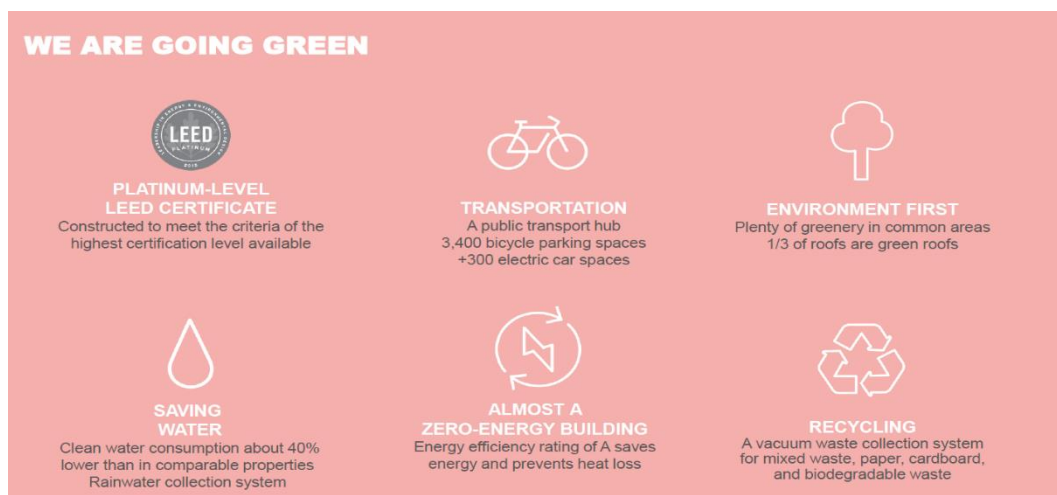 WE ARE GOING GREEN
LEED
PLATINUM
PLATINUM-LEVEL
LEED CERTIFICATE
Constructed to meet the criteria of the
highest certification level available
TRANSPORTATION
A public transport hub
3,400 bicycle parking spaces
+300 electric car spaces
ENVIRONMENT FIRST
Plenty of greenery in common areas
1/3 of roofs are green roofs
SAVING
WATER
Clean water consumption about 40%
lower than in comparable properties
Rainwater collection system
ALMOST A
ZERO-ENERGY BUILDING
Energy efficiency rating of A saves
energy and prevents heat loss
RECYCLING
A vacuum waste collection system
for mixed waste, paper, cardboard,
and biodegradable waste